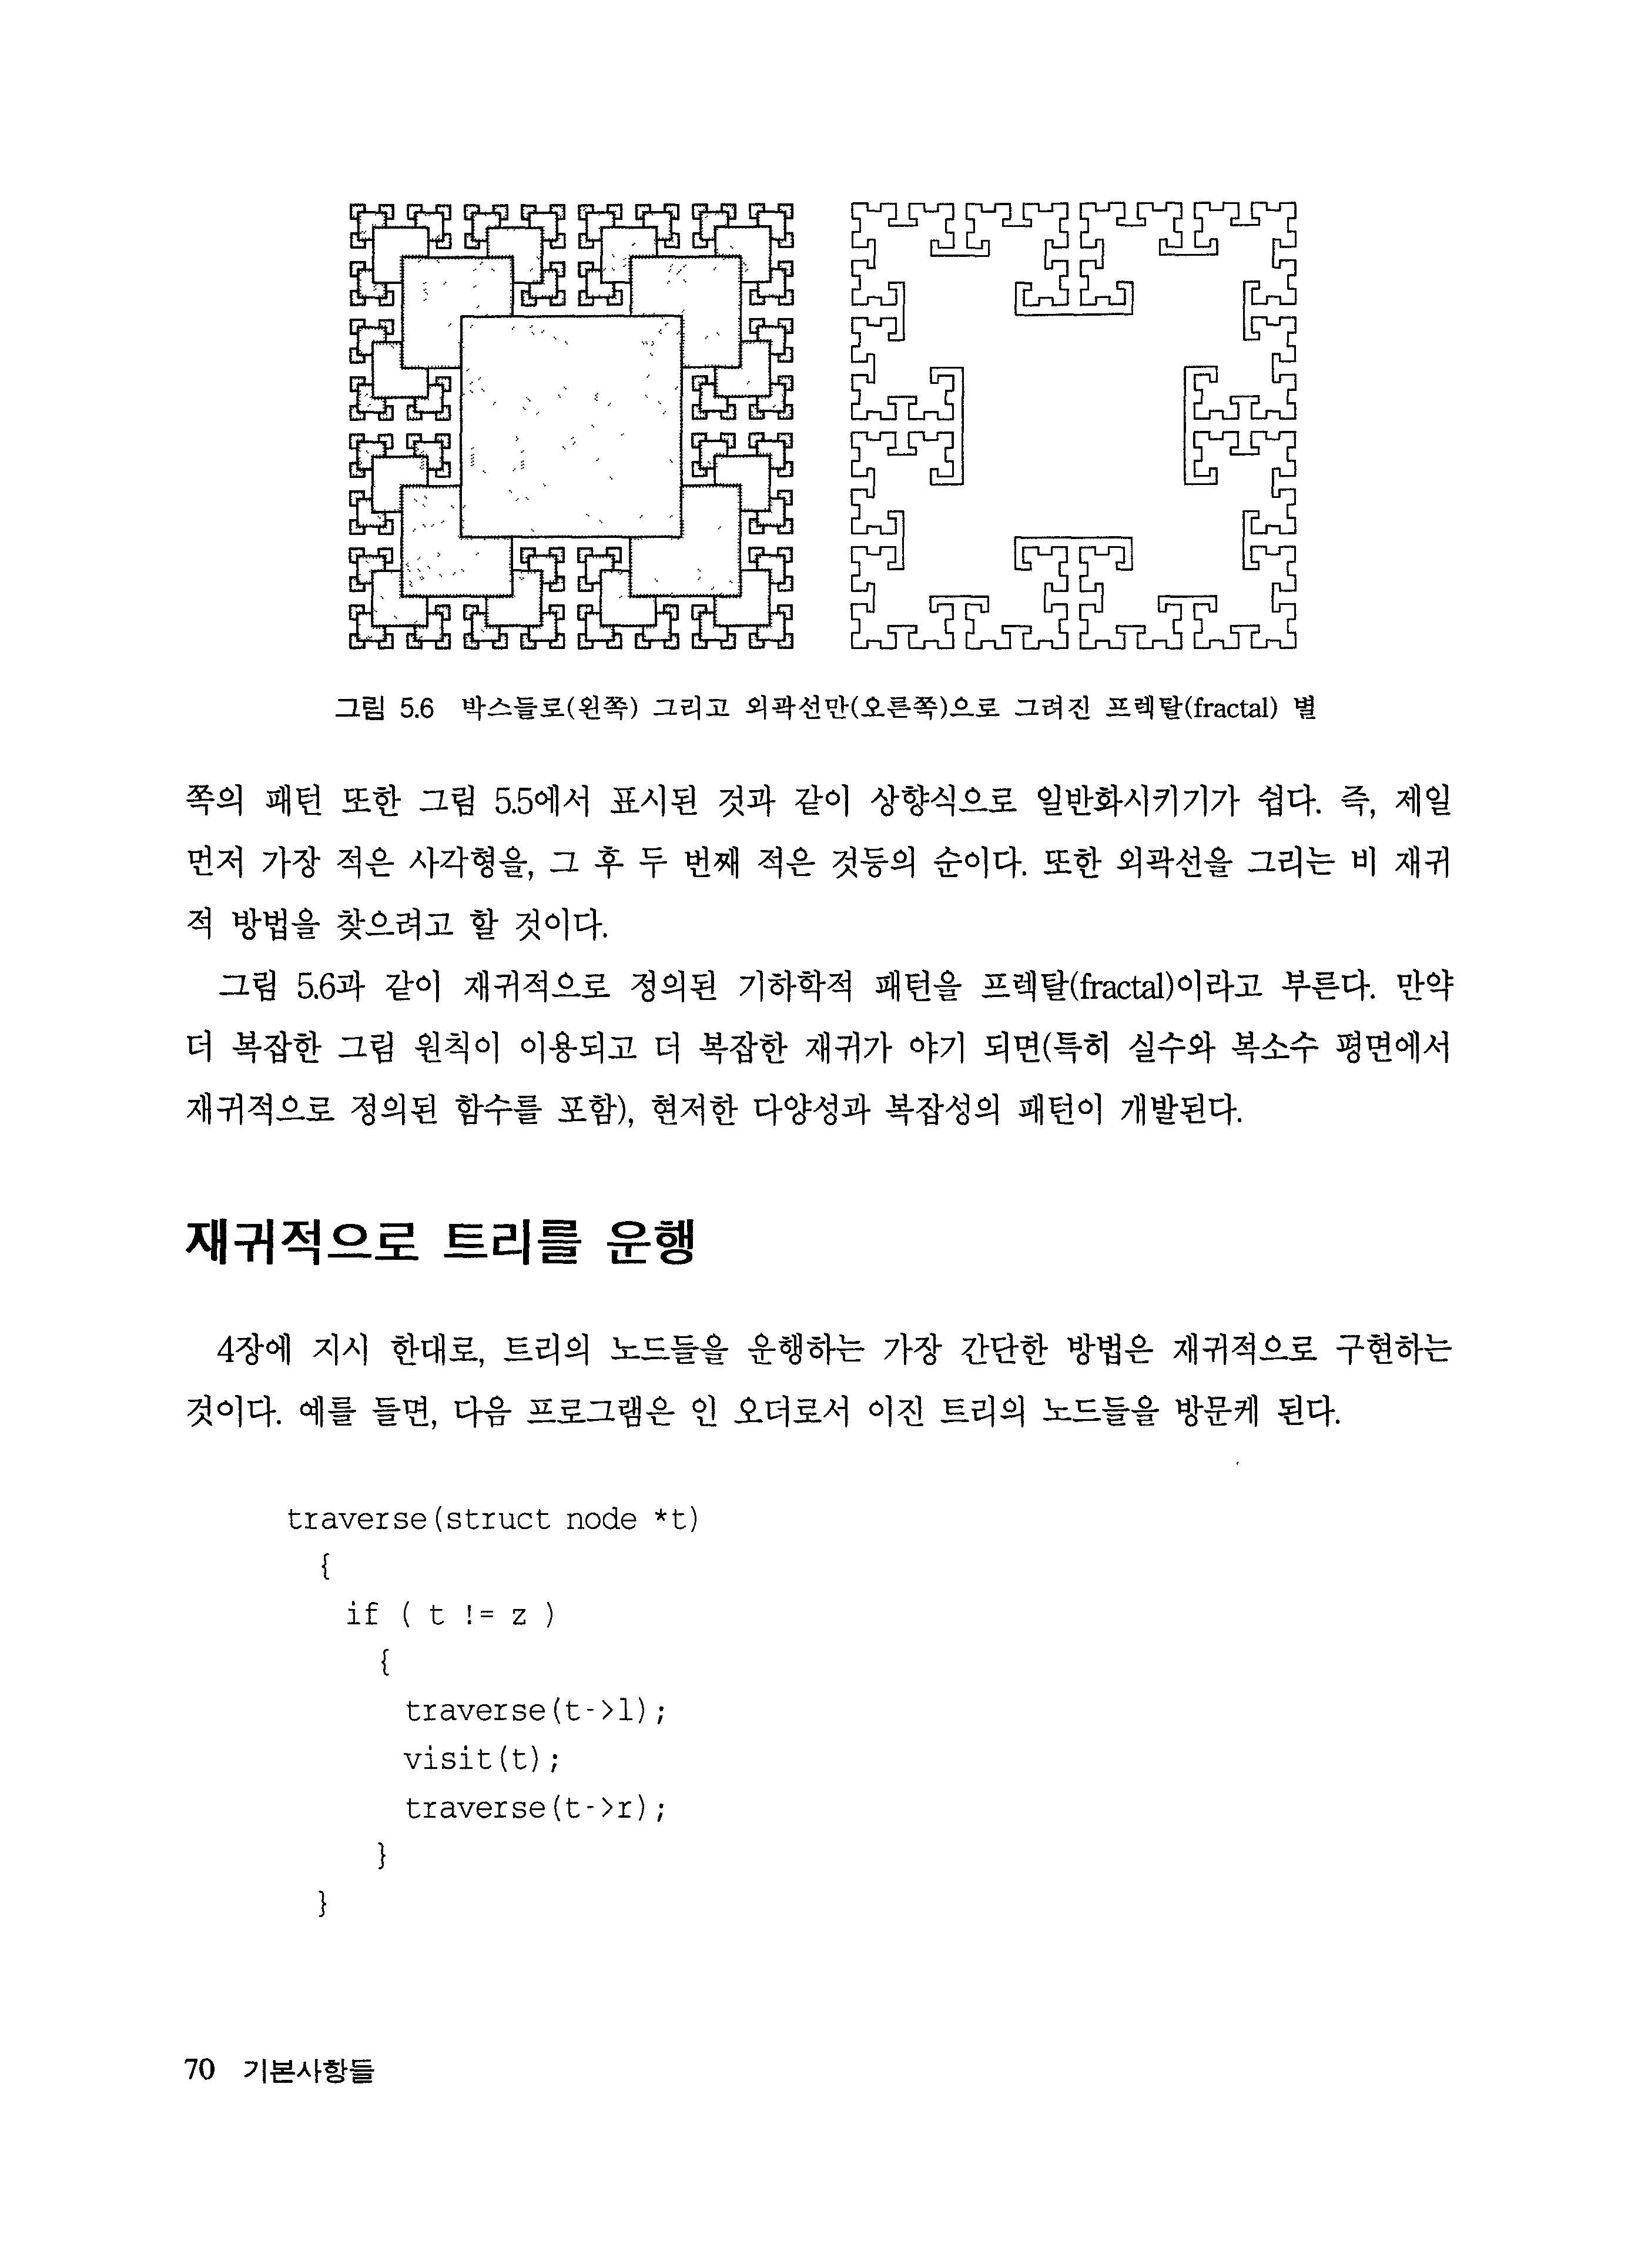 그림 5.6 박스들로(왼쪽) 그리고 외곽선만(오른쪽)으로 그려진 프렉탈(fractal) 별
쪽의 패턴 또한 그림 5.5에서 표시된 것과 같이 상향식으로 일반화시키기가 쉽다. 즉, 제일
먼저 가장 적은 사각형을, 그 후 두 번째 적은 것등의 순이다. 또한 외곽선을 그리는 비 재귀
적 방법을 찾으려고 할 것이다.
그림 5.6과 같이 재귀적으로 정의된 기하학적 패턴을 프렉탈(fractal)이라고 부른다. 만약
더 복잡한 그림 원칙이 이용되고 더 복잡한 재귀가 야기 되면(특히 실수와 복소수 평면에서
재귀적으로 정의된 함수를 포함), 현저한 다양성과 복잡성의 패턴이 개발된다.
재귀적으로 트리를 운행
4장에 지시 한대로, 트리의 노드들을 운행하는 가장 간단한 방법은 재귀적으로 구현하는
것이다. 예를 들면, 다음 프로그램은 인 오더로서 이진 트리의 노드들을 방문케 된다.
traverse(struct node *t)
{
if ( t != z )
{
traverse(t->l);
visit(t);
traverse(t->r);
}
}
70 기본사항들